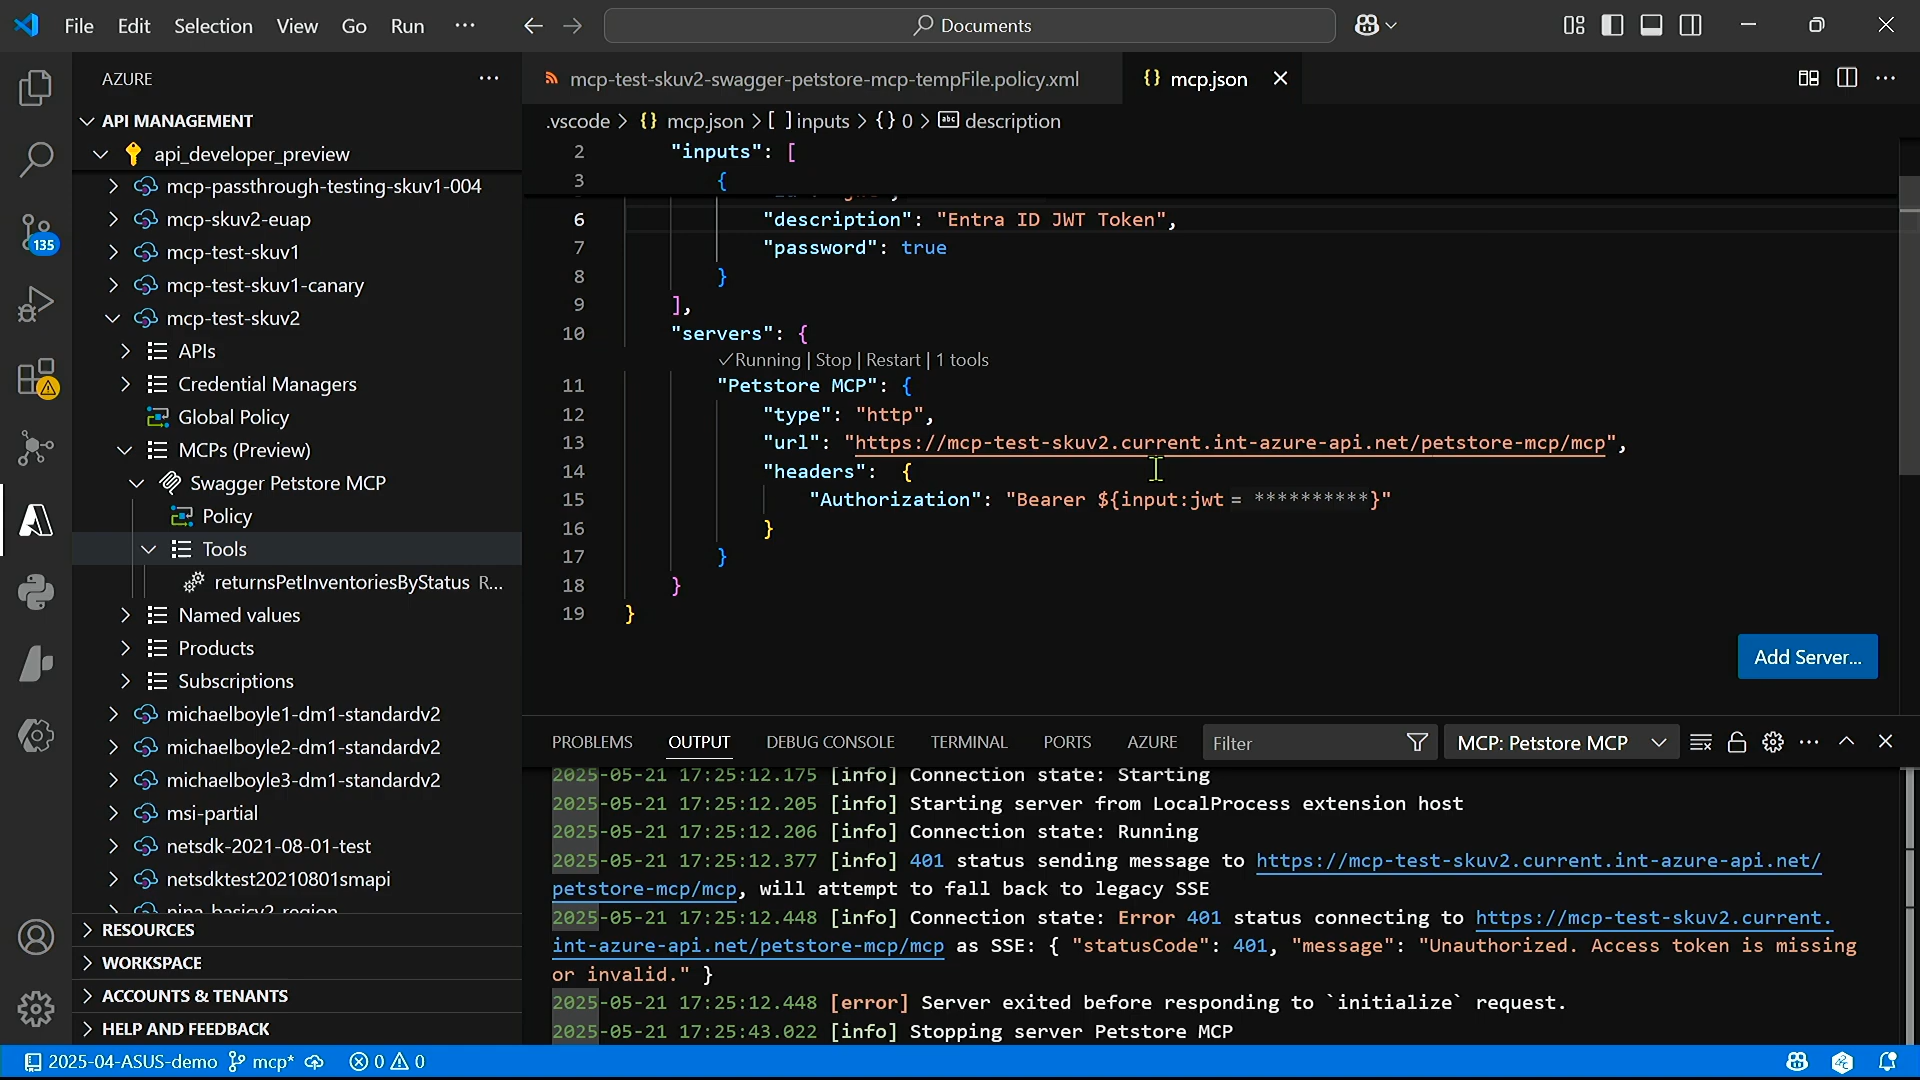 File Edit Selection View Go Run ··· Documents
AZURE ···
API MANAGEMENT
api_developer_preview
mcp-passthrough-testing-skuv1-004
mcp-skuv2-euap
mcp-test-skuv1
mcp-test-skuv1-canary
mcp-test-skuv2
APIs
Credential Managers
Global Policy
MCPs (Preview)
Swagger Petstore MCP
Policy
Tools
returnsPetInventoriesByStatus R...
Named values
Products
Subscriptions
michaelboyle1-dm1-standardv2
michaelboyle2-dm1-standardv2
michaelboyle3-dm1-standardv2
msi-partial
netsdk-2021-08-01-test
netsdktest20210801smapi
RESOURCES
WORKSPACE
ACCOUNTS & TENANTS
HELP AND FEEDBACK
135
mcp-test-skuv2-swagger-petstore-mcp-tempFile.policy.xml {} mcp.json
.vscode > {} mcp.json > [ ] inputs > {} 0 > abc description
2 "inputs": [
3 {
6 "description": "Entra ID JWT Token",
7 "password": true
8 }
9 ],
10 "servers": {
✓Running | Stop | Restart | 1 tools
11 "Petstore MCP": {
12 "type": "http",
13 "url": "https://mcp-test-skuv2.current.int-azure-api.net/petstore-mcp/mcp",
14 "headers": {
15 "Authorization": "Bearer ${input:jwt = **********}"
16 }
17 }
18 }
19 }
Add Server...
PROBLEMS OUTPUT DEBUG CONSOLE TERMINAL PORTS AZURE Filter MCP: Petstore MCP
2025-05-21 17:25:12.175 [info] Connection state: Starting
2025-05-21 17:25:12.205 [info] Starting server from LocalProcess extension host
2025-05-21 17:25:12.206 [info] Connection state: Running
2025-05-21 17:25:12.377 [info] 401 status sending message to https://mcp-test-skuv2.current.int-azure-api.net/
petstore-mcp/mcp, will attempt to fall back to legacy SSE
2025-05-21 17:25:12.448 [info] Connection state: Error 401 status connecting to https://mcp-test-skuv2.current.
int-azure-api.net/petstore-mcp/mcp as SSE: { "statusCode": 401, "message": "Unauthorized. Access token is missing
or invalid." }
2025-05-21 17:25:12.448 [error] Server exited before responding to `initialize` request.
2025-05-21 17:25:43.022 [info] Stopping server Petstore MCP
2025-04-ASUS-demo mcp* 0 0